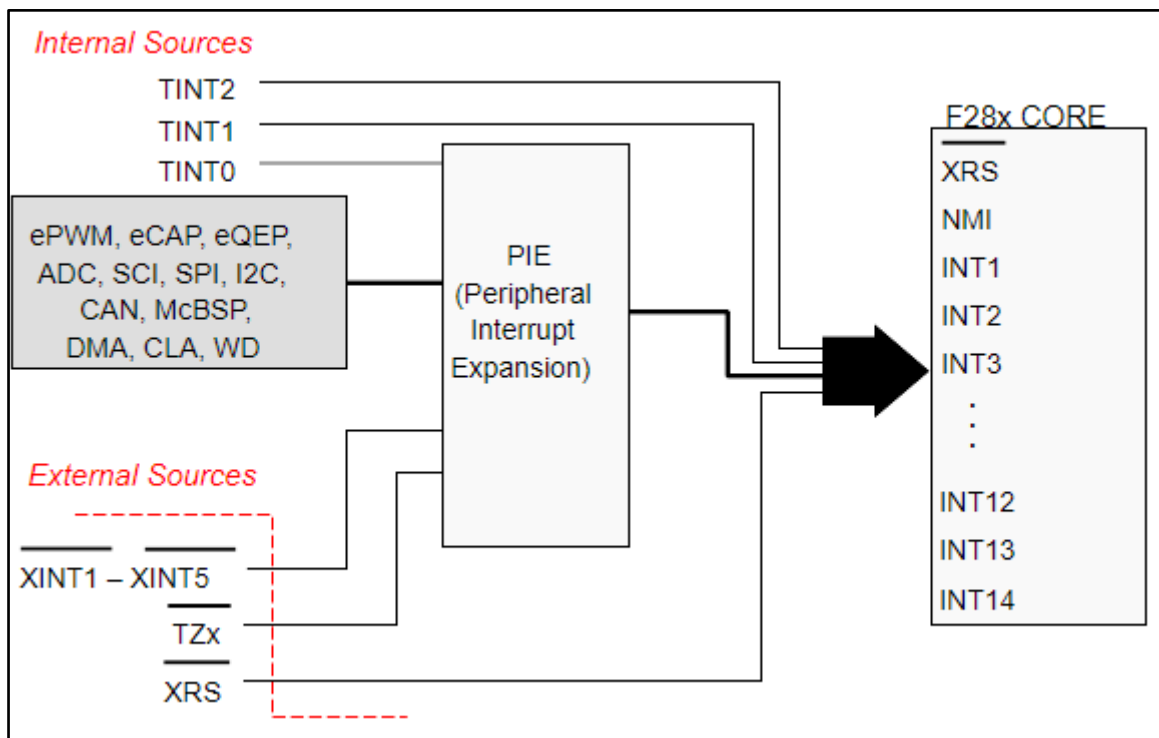 Internal Sources
TINT2
TINT1
TINT0
ePWM, eCAP, eQEP,
ADC, SCI, SPI, I2C,
CAN, McBSP,
DMA, CLA, WD
PIE
(Peripheral
Interrupt
Expansion)
External Sources
XINT1 – XINT5
TZx
XRS
F28x CORE
XRS
NMI
INT1
INT2
INT3
.
.
.
INT12
INT13
INT14